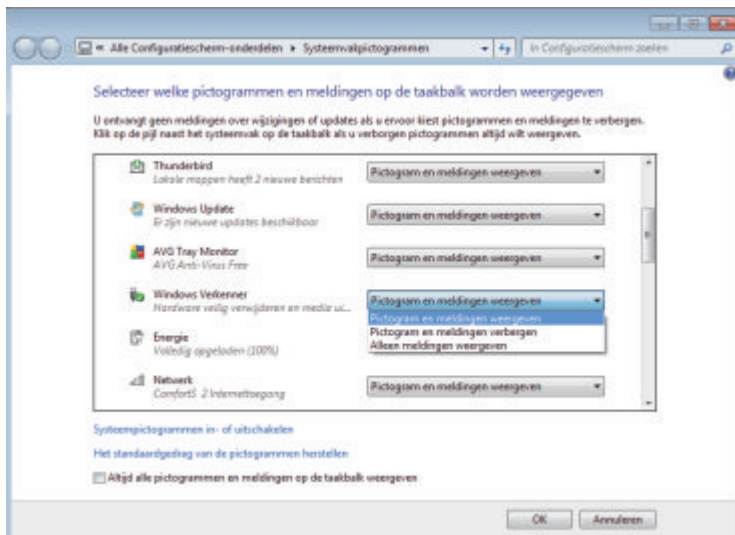 « Alle Configuratiescherm-onderdelen ▸ Systeemvakpictogrammen
In Configuratiescherm zoeken
Selecteer welke pictogrammen en meldingen op de taakbalk worden weergegeven
U ontvangt geen meldingen over wijzigingen of updates als u ervoor kiest pictogrammen en meldingen te verbergen.
Klik op de pijl naast het systeemvak op de taakbalk als u verborgen pictogrammen altijd wilt weergeven.
Thunderbird
Lokale mappen heeft 2 nieuwe berichten
Pictogram en meldingen weergeven
Windows Update
Er zijn nieuwe updates beschikbaar
Pictogram en meldingen weergeven
AVG Tray Monitor
AVG Anti-Virus Free
Pictogram en meldingen weergeven
Windows Verkenner
Hardware veilig verwijderen en media ui...
Pictogram en meldingen weergeven
Pictogram en meldingen weergeven
Pictogram en meldingen verbergen
Alleen meldingen weergeven
Energie
Volledig opgeladen (100%)
Netwerk
ComfortS 2 Internettoegang
Pictogram en meldingen weergeven
Systeempictogrammen in- of uitschakelen
Het standaardgedrag van de pictogrammen herstellen
Altijd alle pictogrammen en meldingen op de taakbalk weergeven
OK
Annuleren